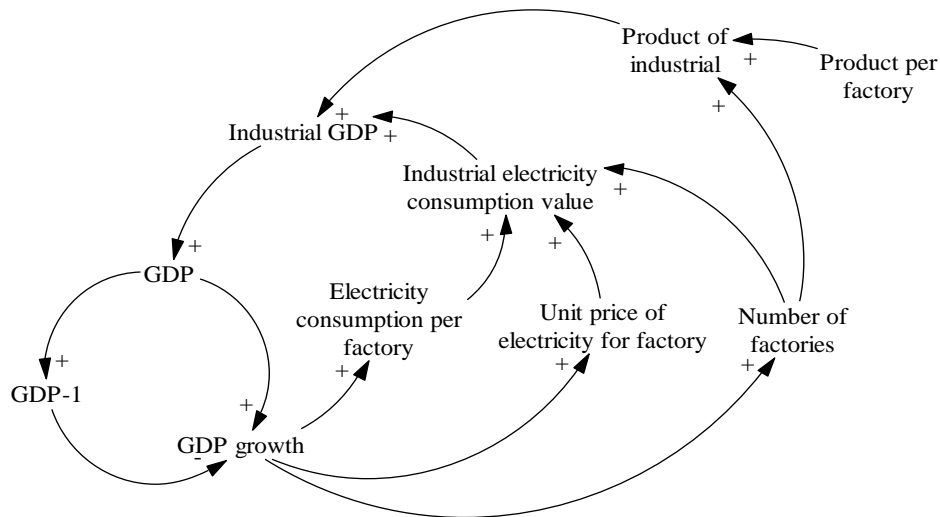 Product of
industrial
+
Product per
factory
+
+
Industrial GDP
+
Industrial electricity
consumption value
+
+
+
+
GDP
Electricity
consumption per
factory
Unit price of
electricity for factory
Number of
factories
+
+
+
+
GDP-1
+
GDP growth
-